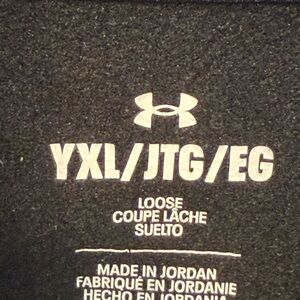 YXL/JTG/EG
LOOSE
COUPE LÂCHE
SUELTO
MADE IN JORDAN
FABRIQUÉ EN JORDANIE
HECHO EN JORDANIA